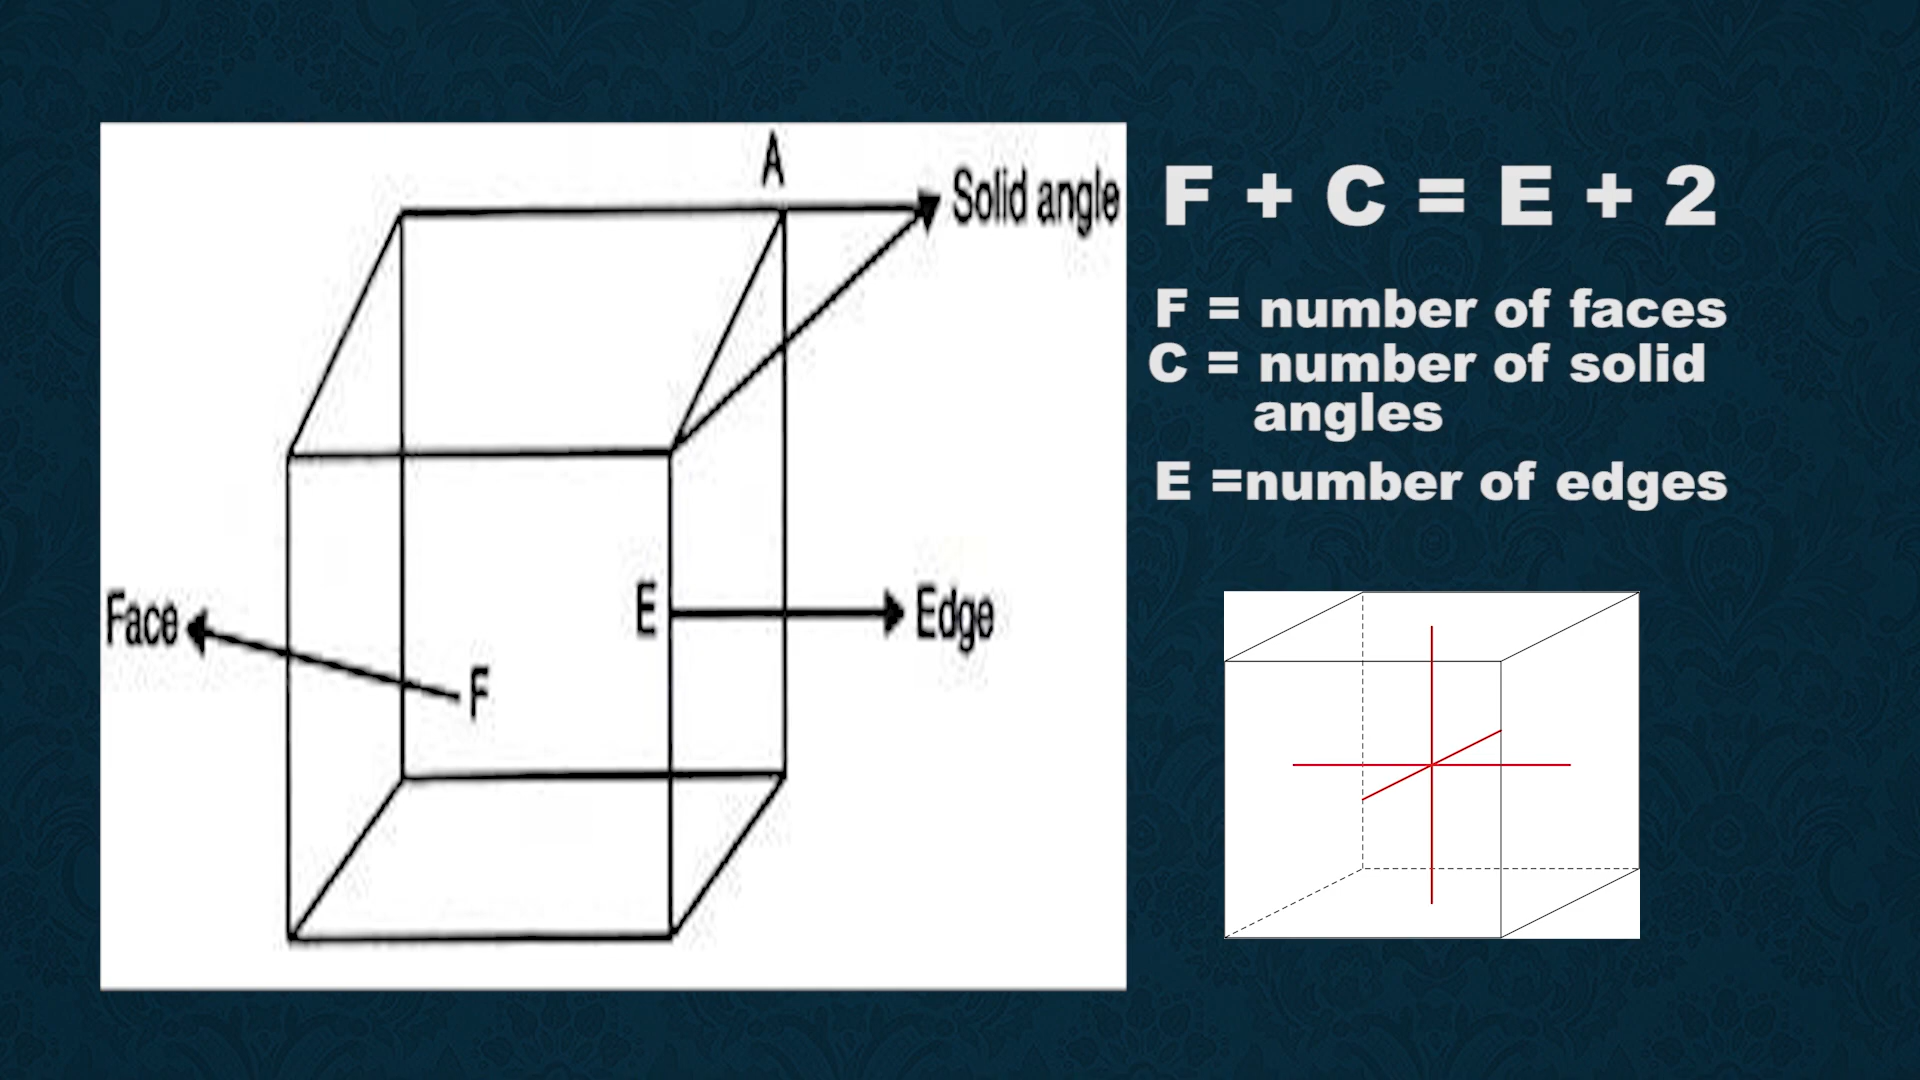 A
Solid angle
Face
E
Edge
F
F + C = E + 2
F = number of faces
C = number of solid
angles
E =number of edges